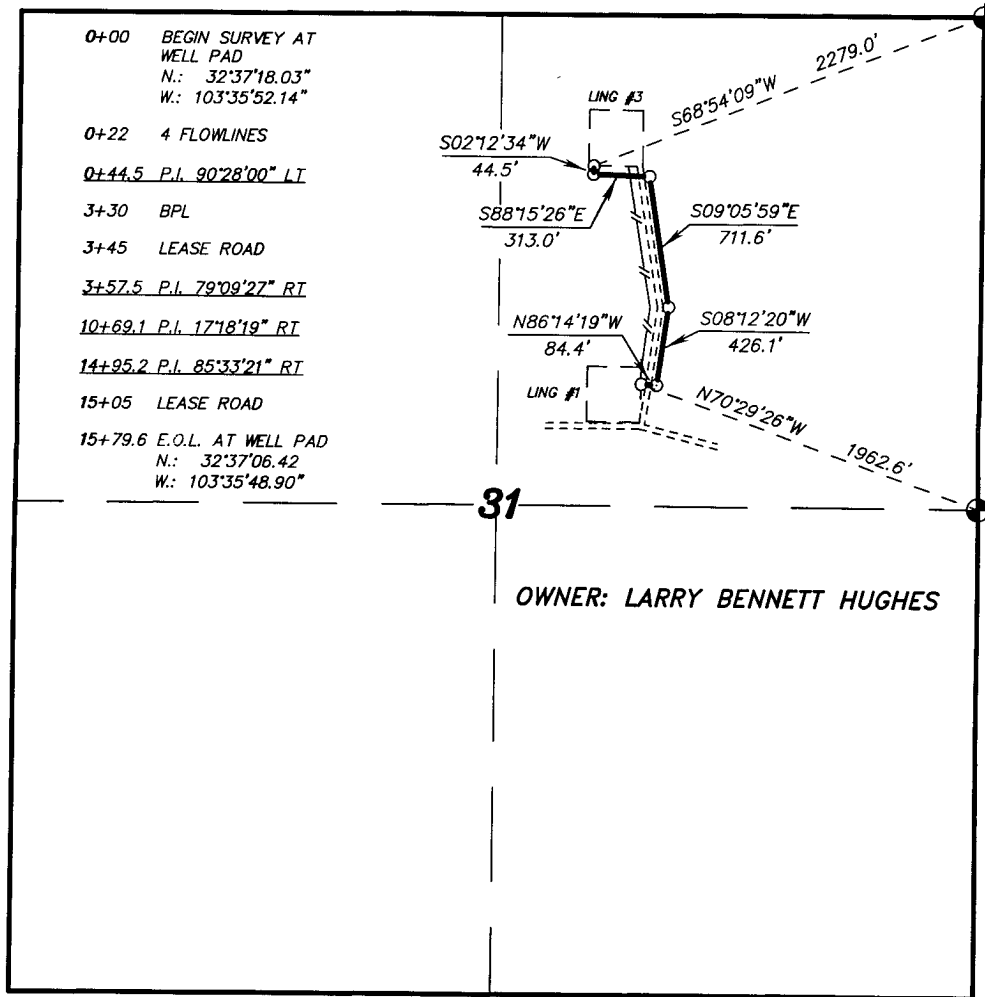 0+00 BEGIN SURVEY AT
WELL PAD
N.: 32°37'18.03"
W.: 103°35'52.14"
0+22 4 FLOWLINES
0+44.5 P.I. 90°28'00" LT
3+30 BPL
3+45 LEASE ROAD
3+57.5 P.I. 79°09'27" RT
10+69.1 P.I. 17°18'19" RT
14+95.2 P.I. 85°33'21" RT
15+05 LEASE ROAD
15+79.6 E.O.L. AT WELL PAD
N.: 32°37'06.42
W.: 103°35'48.90"
2279.0'
S68°54'09"W
LING #3
S02°12'34"W
44.5'
S88°15'26"E
313.0'
S09°05'59"E
711.6'
N86°14'19"W
84.4'
S08°12'20"W
426.1'
LING #1
N70°29'26"W
1962.6'
31
OWNER: LARRY BENNETT HUGHES